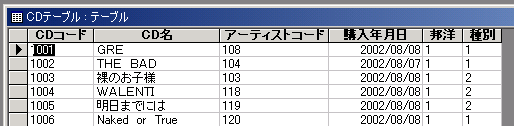 CDテーブル : テーブル
CDコード CD名 アーティストコード 購入年月日 邦洋 種別
1001 GRE 108 2002/08/08 1 1
1002 THE BAD 104 2002/08/07 1 1
1003 裸のお子様 103 2002/08/08 1 2
1004 WALENTI 118 2002/08/08 1 2
1005 明日までには 119 2002/08/08 1 2
1006 Naked or True 120 2002/08/08 1 1